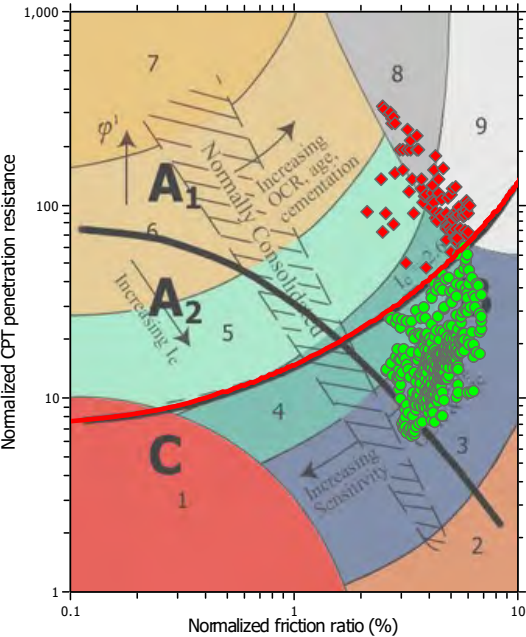 1,000
7
8
9
φ'
Increasing
OCR, age,
cementation
Normally Consolidated
A1
100
6
A2
Increasing Ic
5
10
4
C
3
1
Increasing
Sensitivity
2
1
0.1
1
10
Normalized friction ratio (%)
Normalized CPT penetration resistance